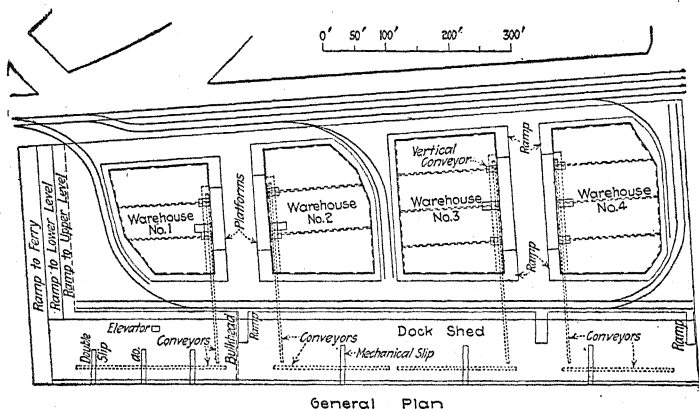 0' 50' 100' 200' 300'
Ramp to Ferry
Ramp to Lower Level
Ramp to Upper Level
Warehouse
No.1
Platforms
Warehouse
No.2
Vertical
Conveyor
Warehouse
No.3
Ramp
Ramp
Warehouse
No.4
Double
Slip
Elevator
do
Conveyors
Bulkhead
Ramp
Conveyors
Mechanical Slip
Dock Shed
Conveyors
Ramp
General Plan